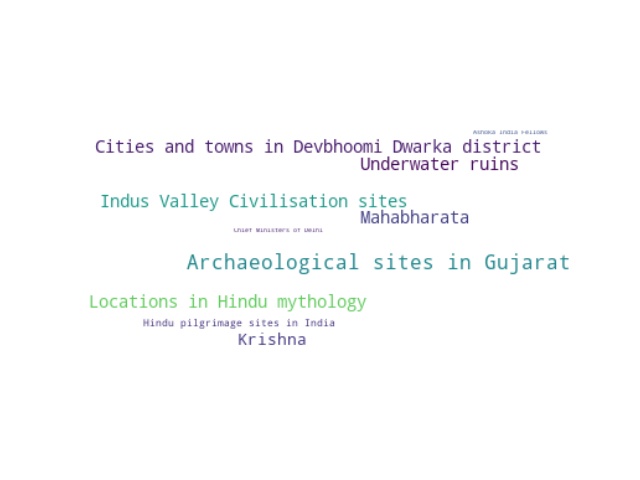 Ashoka India Fellows
Cities and towns in Devbhoomi Dwarka district
Underwater ruins
Indus Valley Civilisation sites
Mahabharata
Chief Ministers of Delhi
Archaeological sites in Gujarat
Locations in Hindu mythology
Hindu pilgrimage sites in India
Krishna